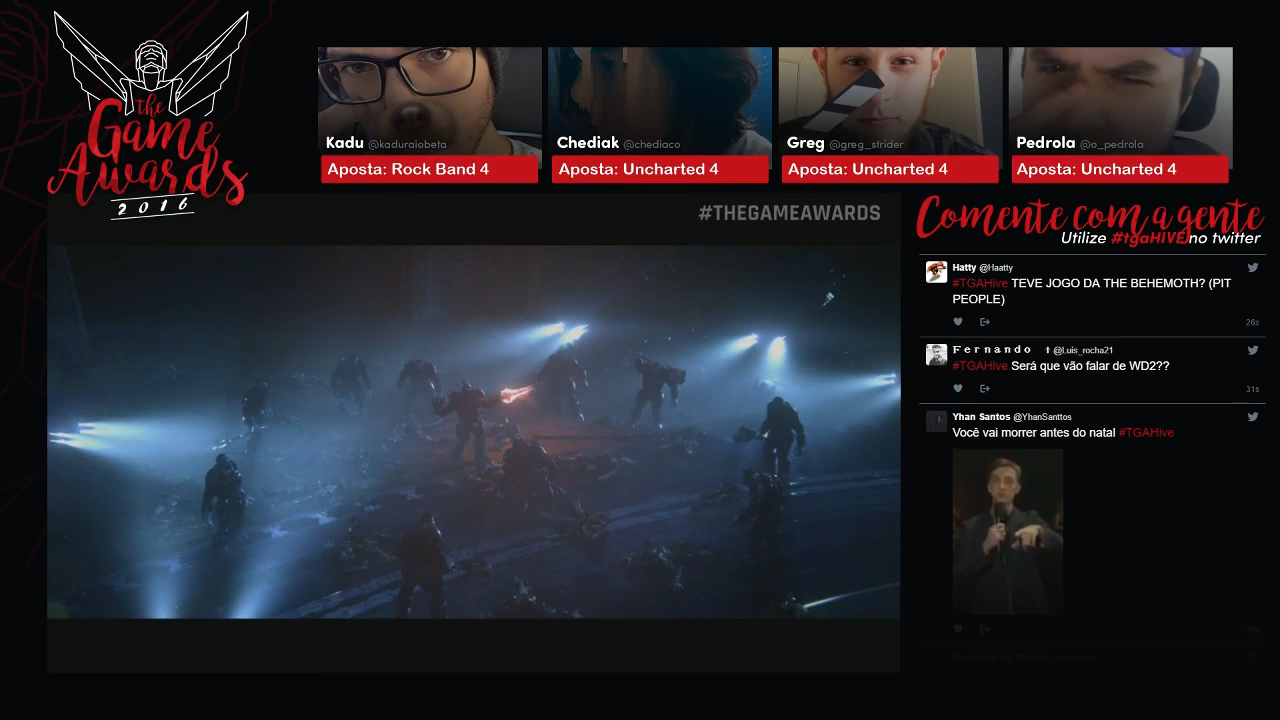 the
Game
Awards
2016
Kadu @kaduraiobeta
Aposta: Rock Band 4
Chediak @chediaco
Aposta: Uncharted 4
Greg @greg_strider
Aposta: Uncharted 4
Pedrola @o_pedrola
Aposta: Uncharted 4
#THEGAMEAWARDS
Comente com a gente
Utilize #tgaHIVE no twitter
Hatty @Haatty
#TGAHive TEVE JOGO DA THE BEHEMOTH? (PIT
PEOPLE)
26s
Fernando † @Luis_rocha21
#TGAHive Será que vão falar de WD2??
31s
Yhan Santos @YhanSanttos
Você vai morrer antes do natal #TGAHive